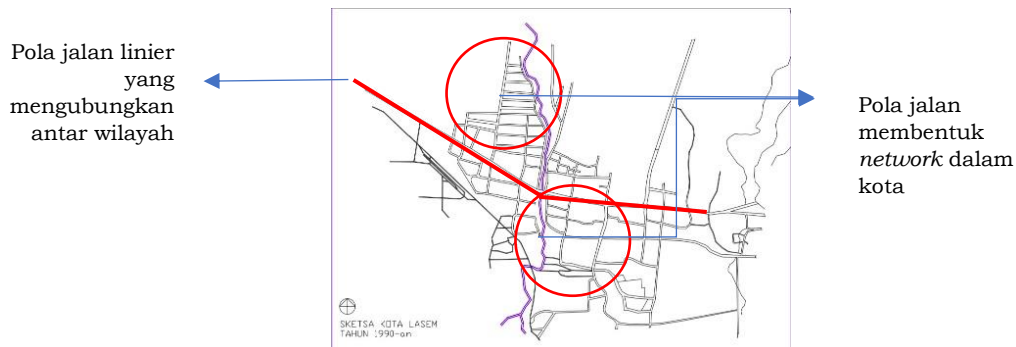 Pola jalan linier
yang
mengubungkan
antar wilayah
Pola jalan
membentuk
network dalam
kota
SKETSA KOTA LASEM
TAHUN 1990-an